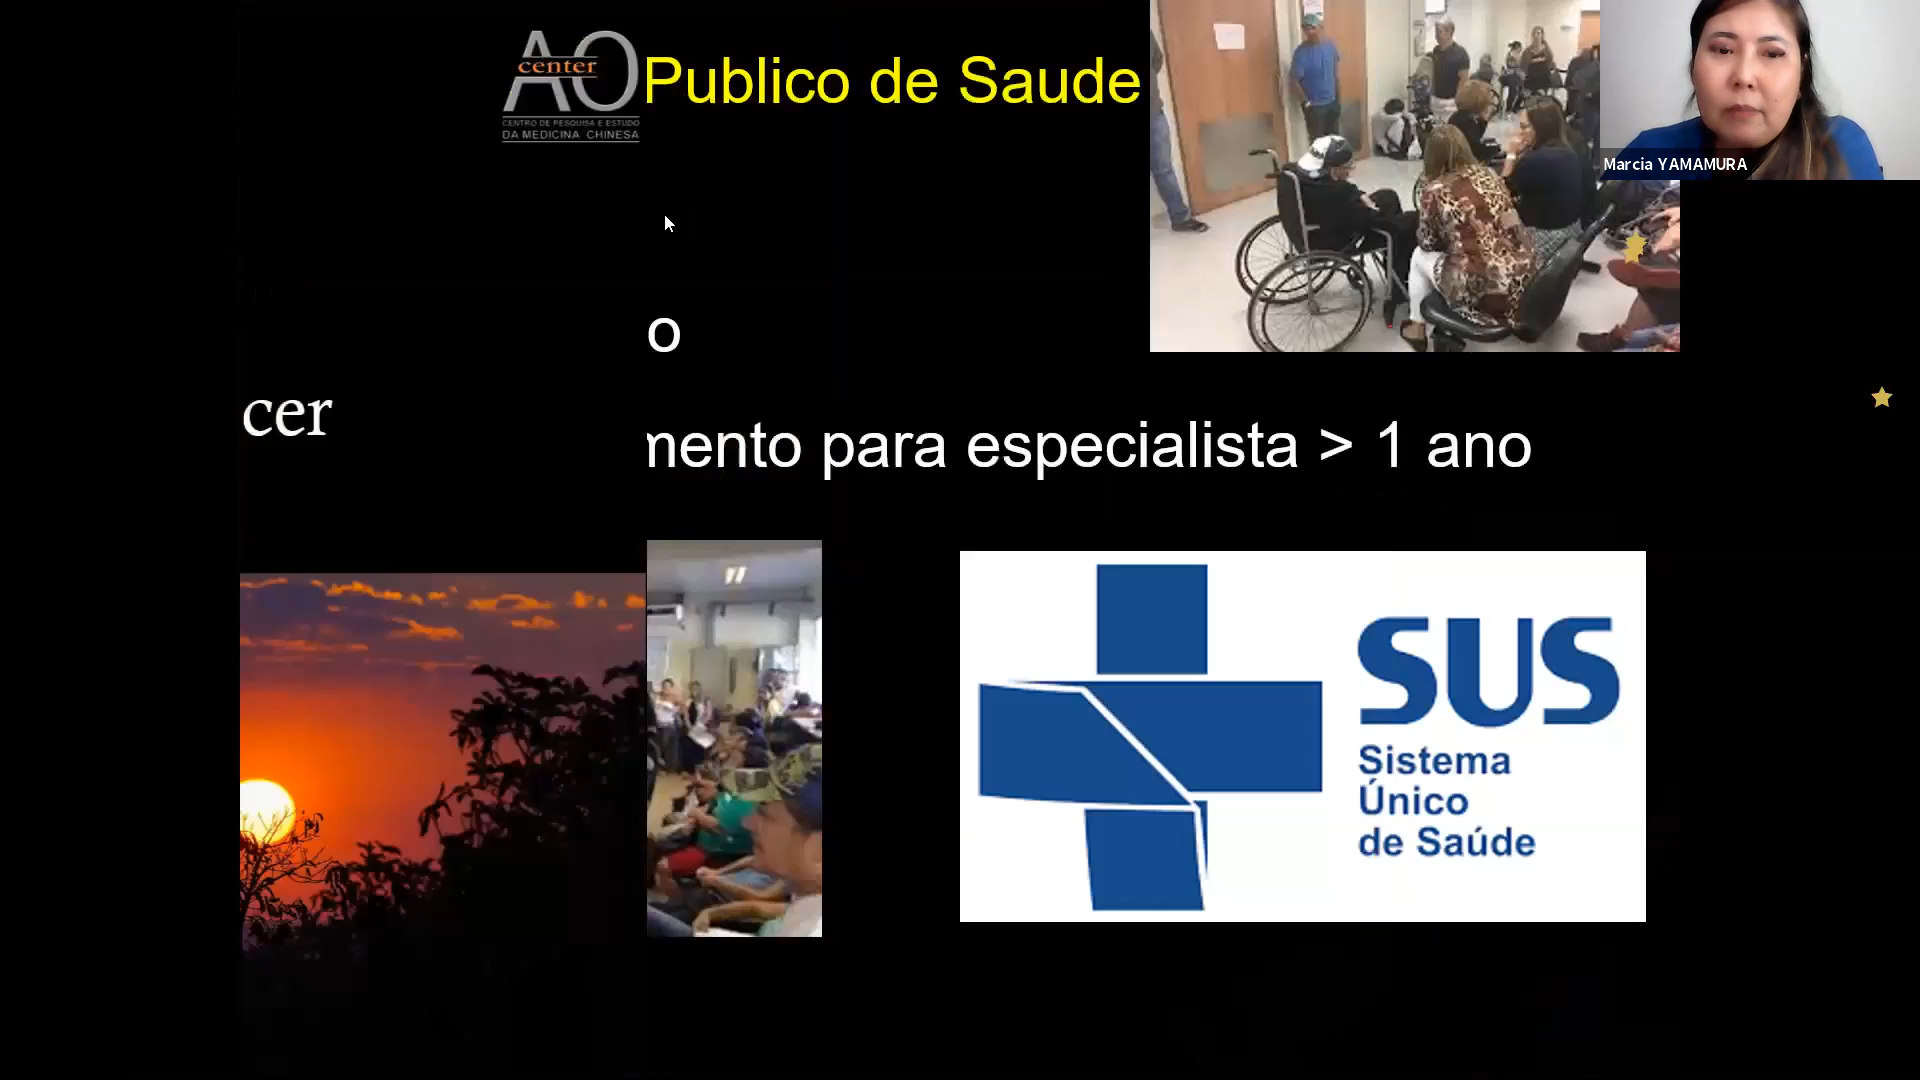 AO
center
CENTRO DE PESQUISA E ESTUDO
DA MEDICINA CHINESA
Publico de Saude
Marcia YAMAMURA
o
cer
mento para especialista > 1 ano
SUS
Sistema
Único
de Saúde